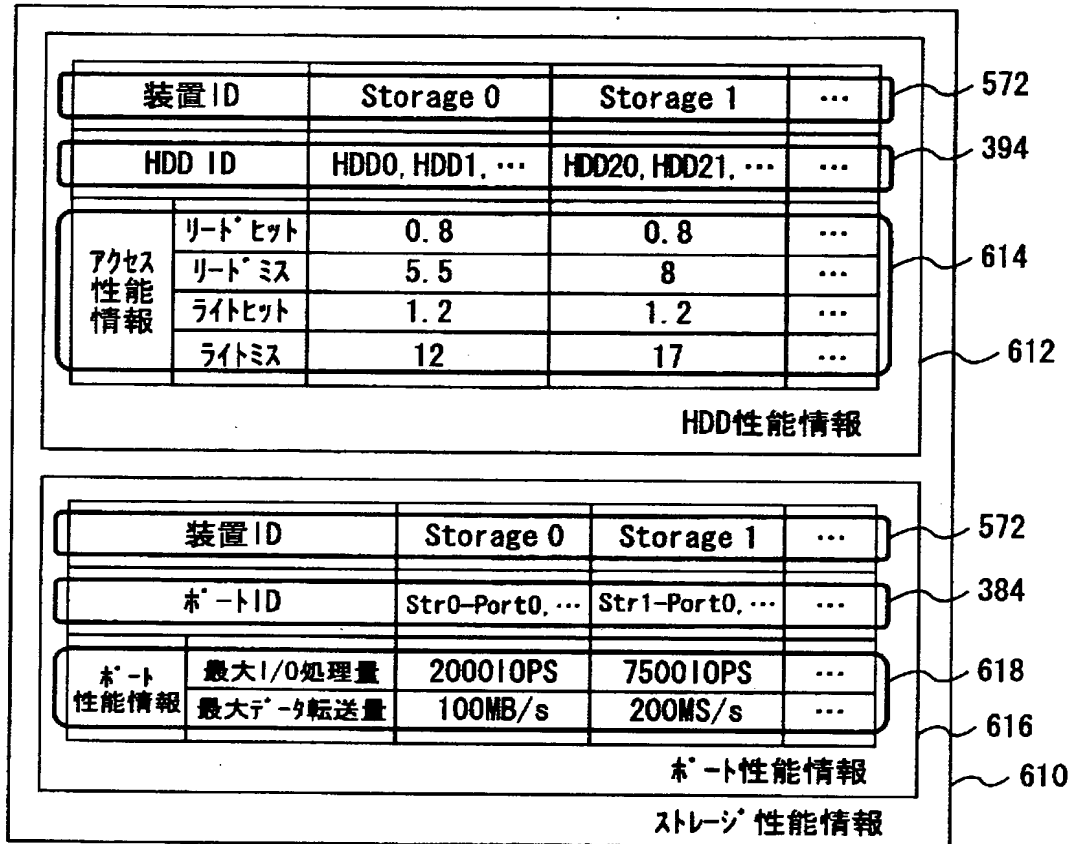 装置ID Storage 0 Storage 1 … 572
HDD ID HDD0, HDD1, … HDD20, HDD21, … … 394
アクセス性能情報 リードヒット 0.8 0.8 …
リードミス 5.5 8 … 614
ライトヒット 1.2 1.2 …
ライトミス 12 17 … 612
HDD性能情報
装置ID Storage 0 Storage 1 … 572
ポートID Str0-Port0, … Str1-Port0, … … 384
ポート性能情報 最大I/O処理量 2000IOPS 7500IOPS … 618
最大データ転送量 100MB/s 200MS/s …
616
ポート性能情報 610
ストレージ性能情報